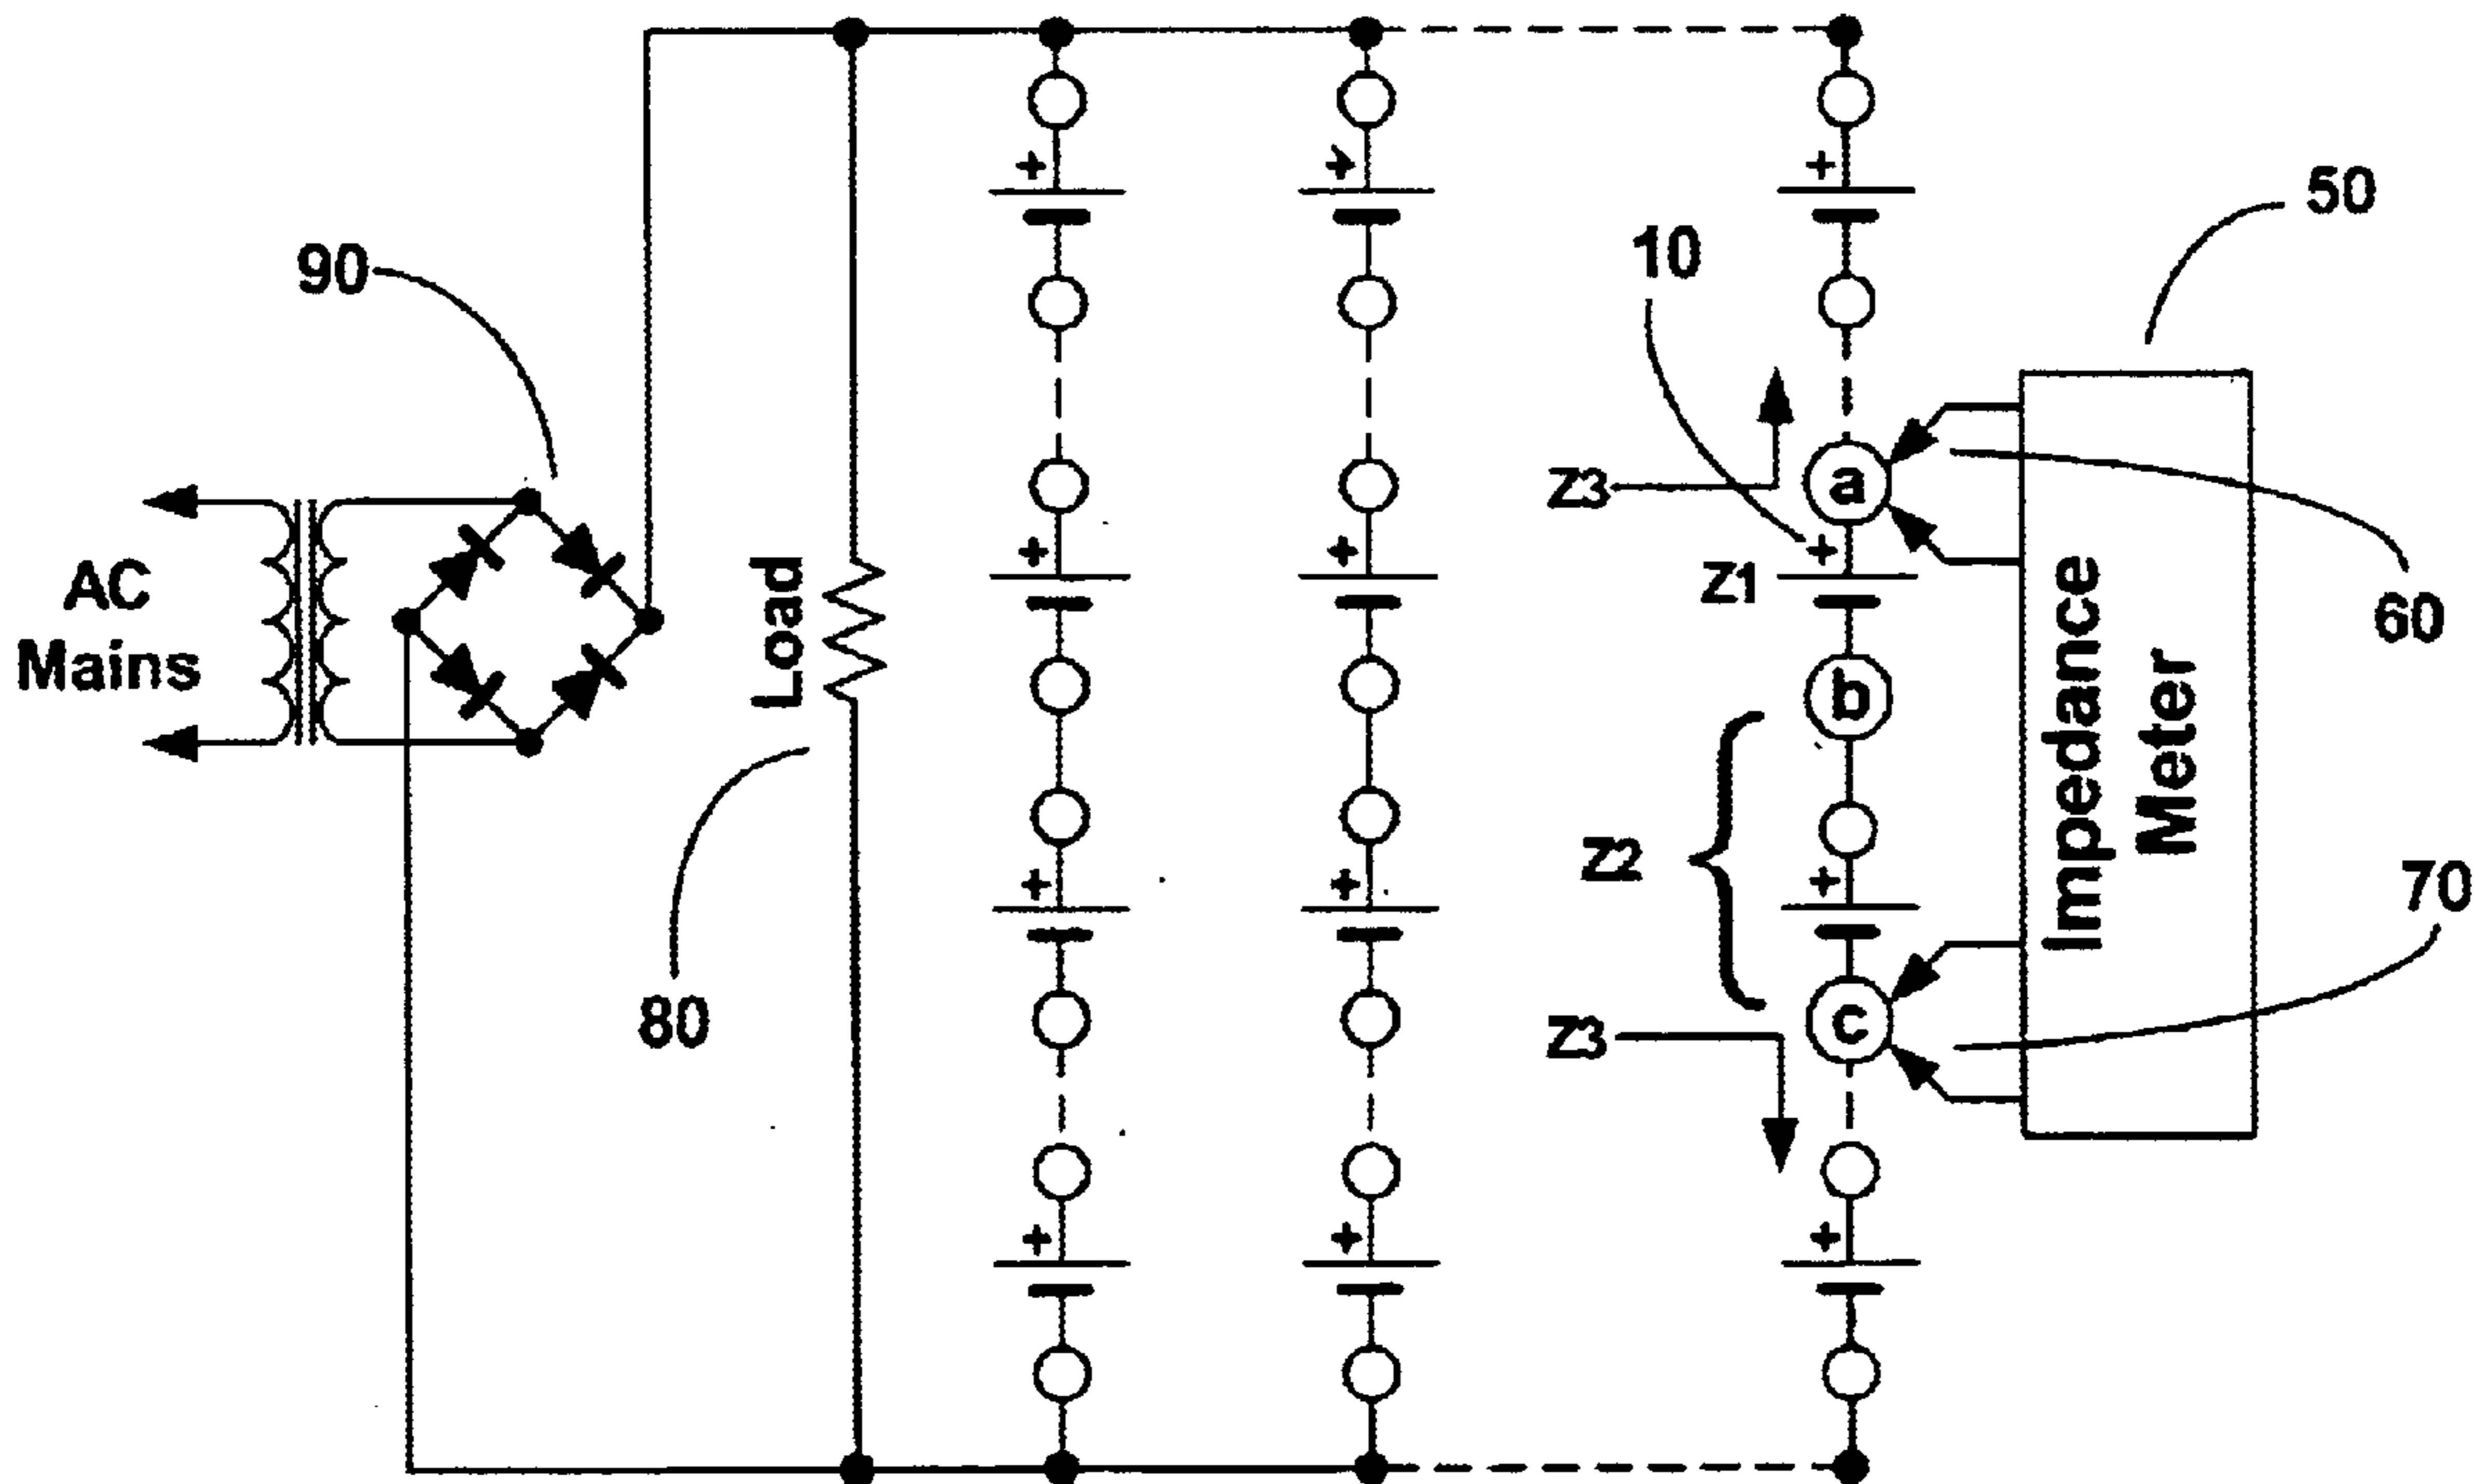 + + +
50
10
90
Z3 a
+ + +
Z1
60
AC
Mains
Load
b
Impedance
Meter
Z2
+ + +
70
80
Z3 c
+ + +